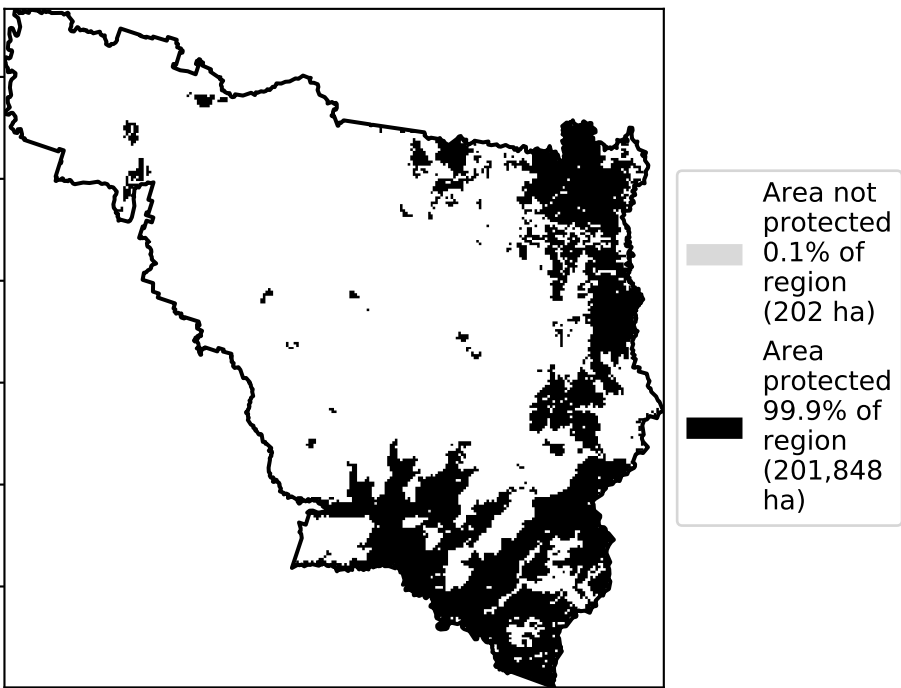 Area not
protected
0.1% of
region
(202 ha)
Area
protected
99.9% of
region
(201,848
ha)